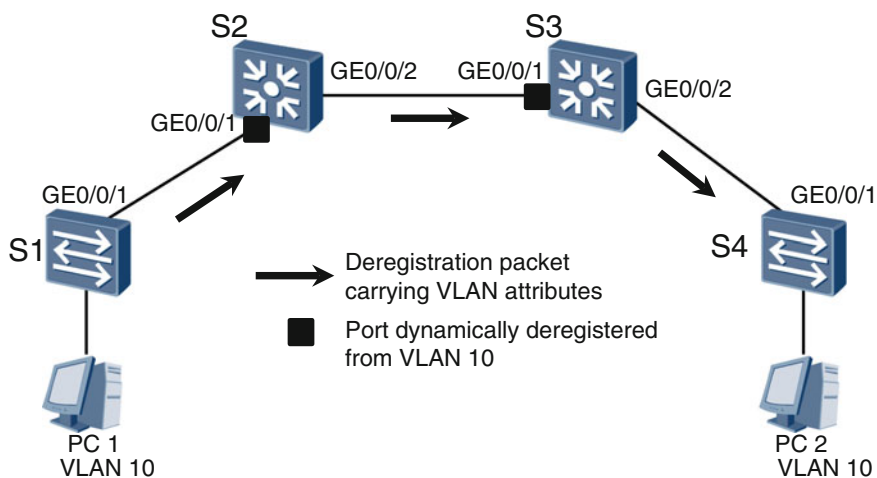 S2
S3
GE0/0/2
GE0/0/1
GE0/0/2
GE0/0/1
GE0/0/1
GE0/0/1
S1
S4
Deregistration packet
carrying VLAN attributes
Port dynamically deregistered
from VLAN 10
PC 1
VLAN 10
PC 2
VLAN 10